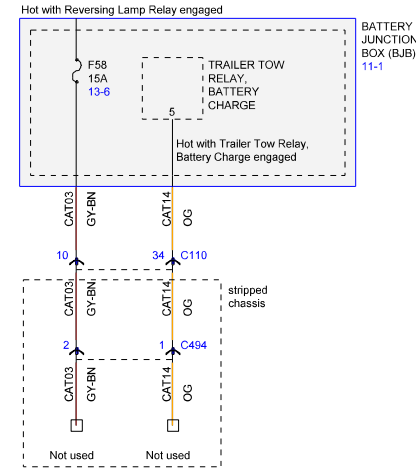 Hot with Reversing Lamp Relay engaged
BATTERY
JUNCTION
BOX (BJB)
11-1
F58
15A
13-6
TRAILER TOW
RELAY,
BATTERY
CHARGE
5
Hot with Trailer Tow Relay,
Battery Charge engaged
CAT03
GY-BN
CAT14
OG
10
34
C110
CAT03
GY-BN
CAT14
OG
stripped
chassis
2
1
C494
CAT03
GY-BN
CAT14
OG
Not used
Not used